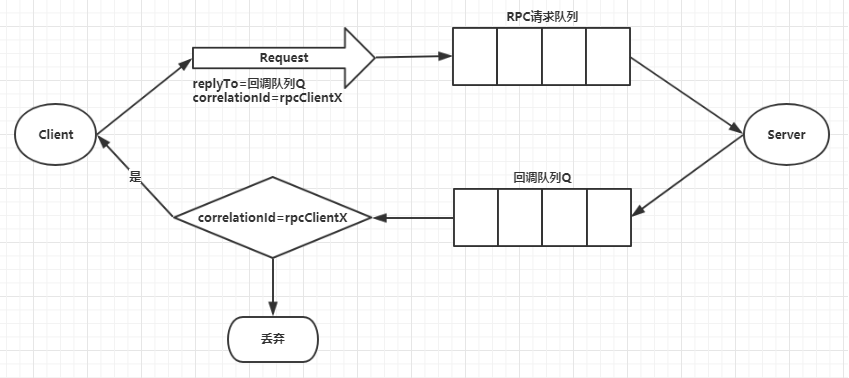 RPC请求队列
Request
replyTo=回调队列Q
correlationId=rpcClientX
Client
Server
是
回调队列Q
correlationId=rpcClientX
丢弃